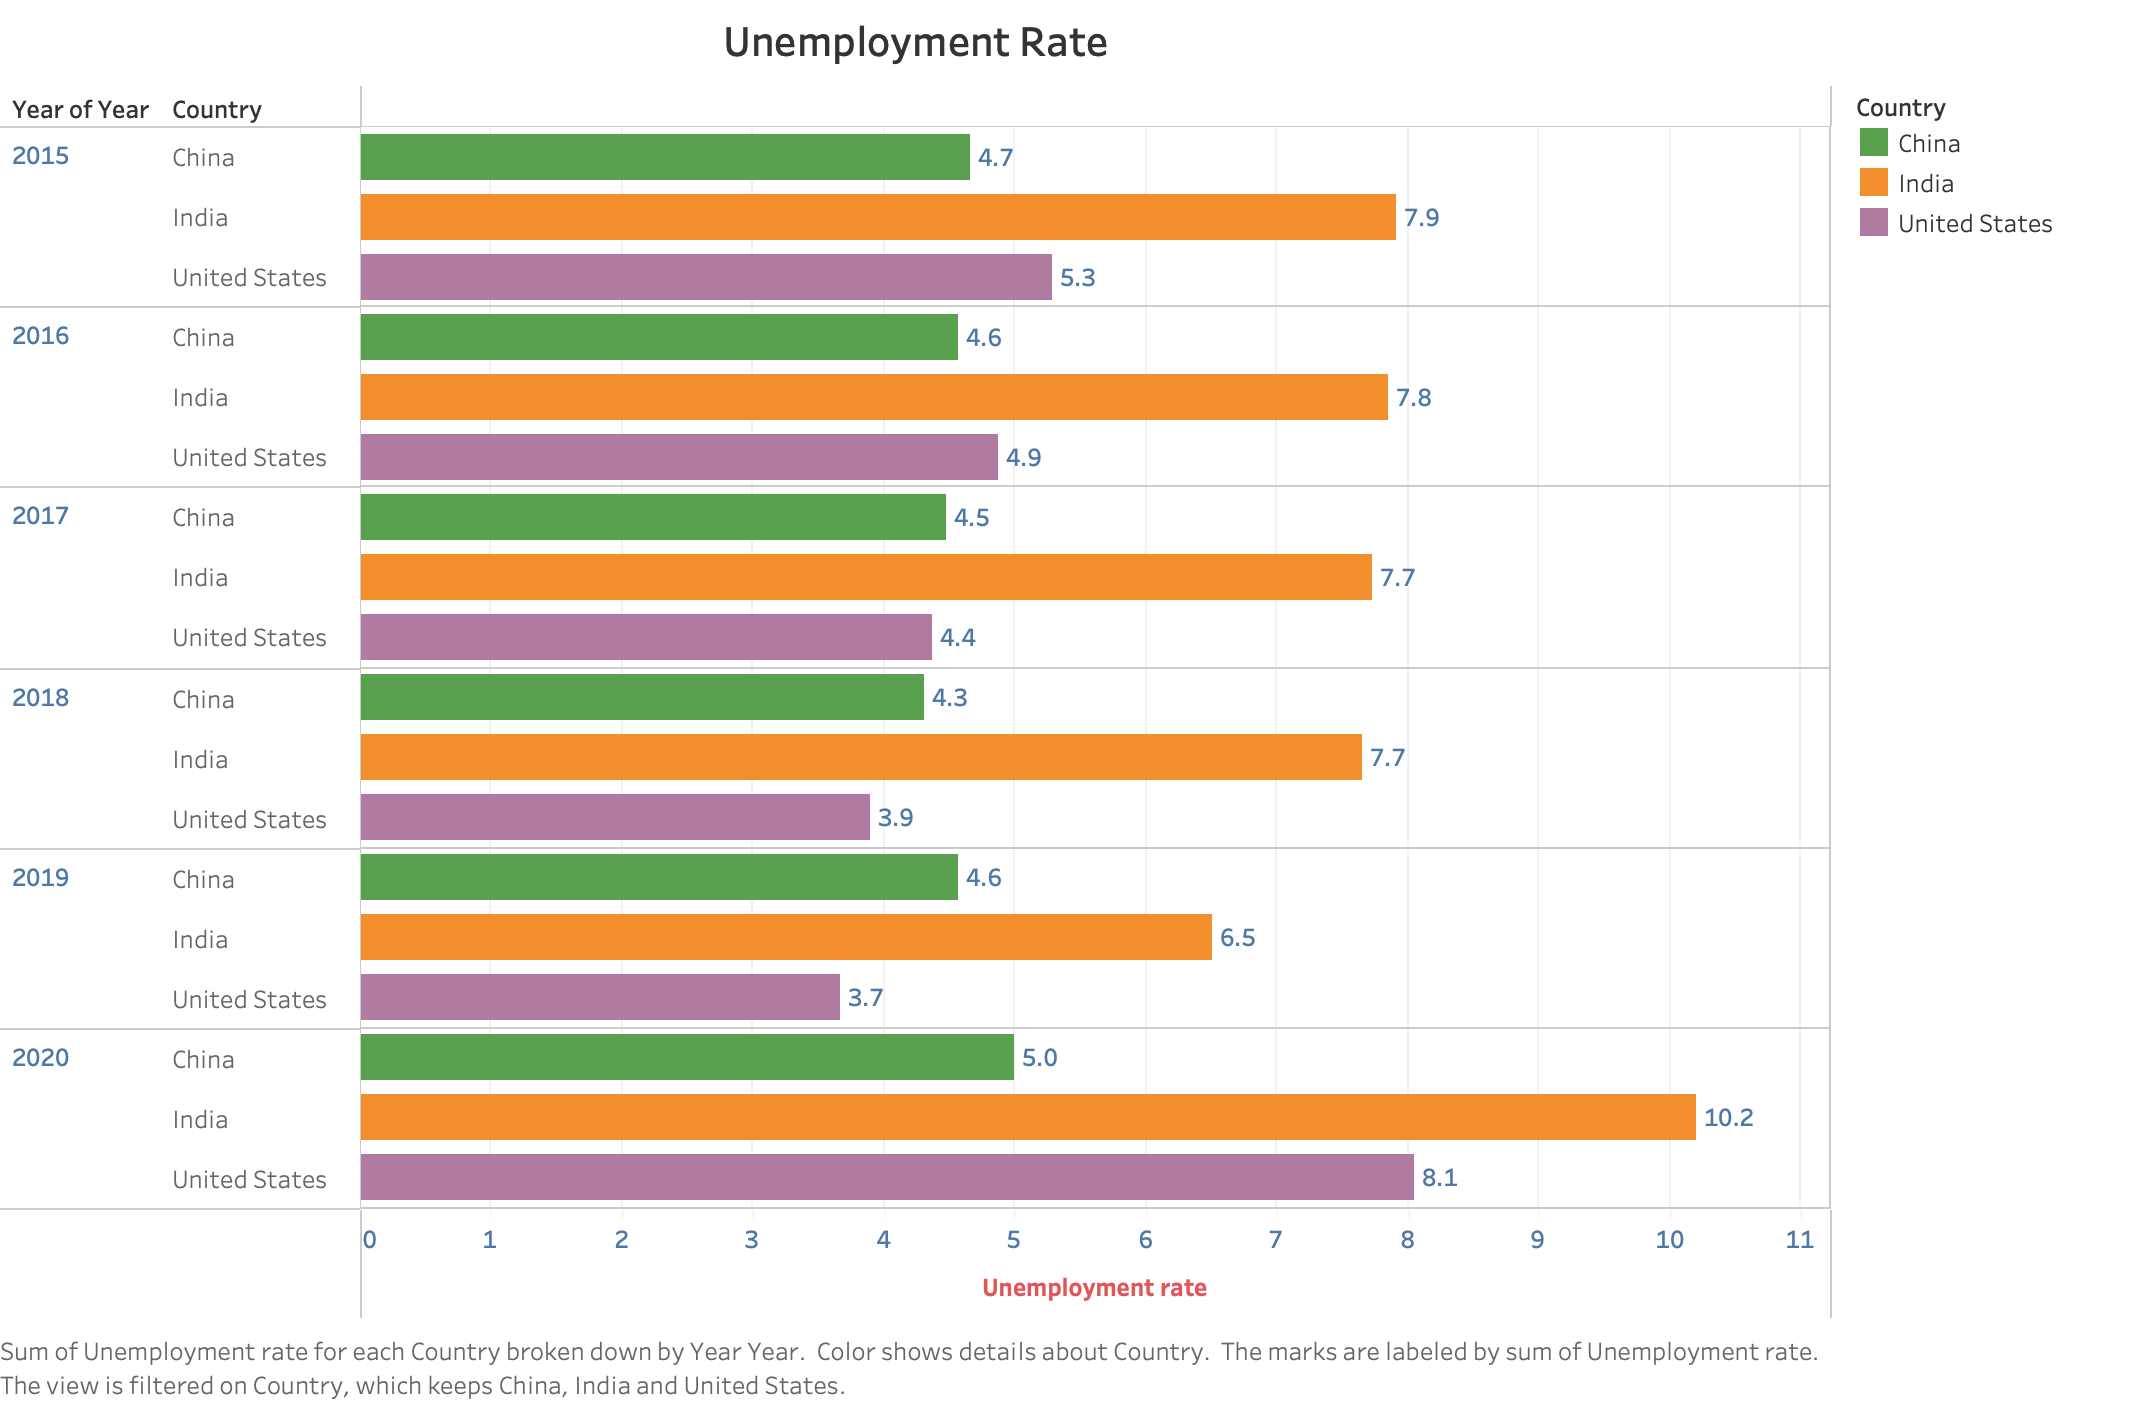 Unemployment Rate
Year of Year Country
Country
China
India
United States
2015 China 4.7
India 7.9
United States 5.3
2016 China 4.6
India 7.8
United States 4.9
2017 China 4.5
India 7.7
United States 4.4
2018 China 4.3
India 7.7
United States 3.9
2019 China 4.6
India 6.5
United States 3.7
2020 China 5.0
India 10.2
United States 8.1
0 1 2 3 4 5 6 7 8 9 10 11
Unemployment rate
Sum of Unemployment rate for each Country broken down by Year Year. Color shows details about Country. The marks are labeled by sum of Unemployment rate.
The view is filtered on Country, which keeps China, India and United States.